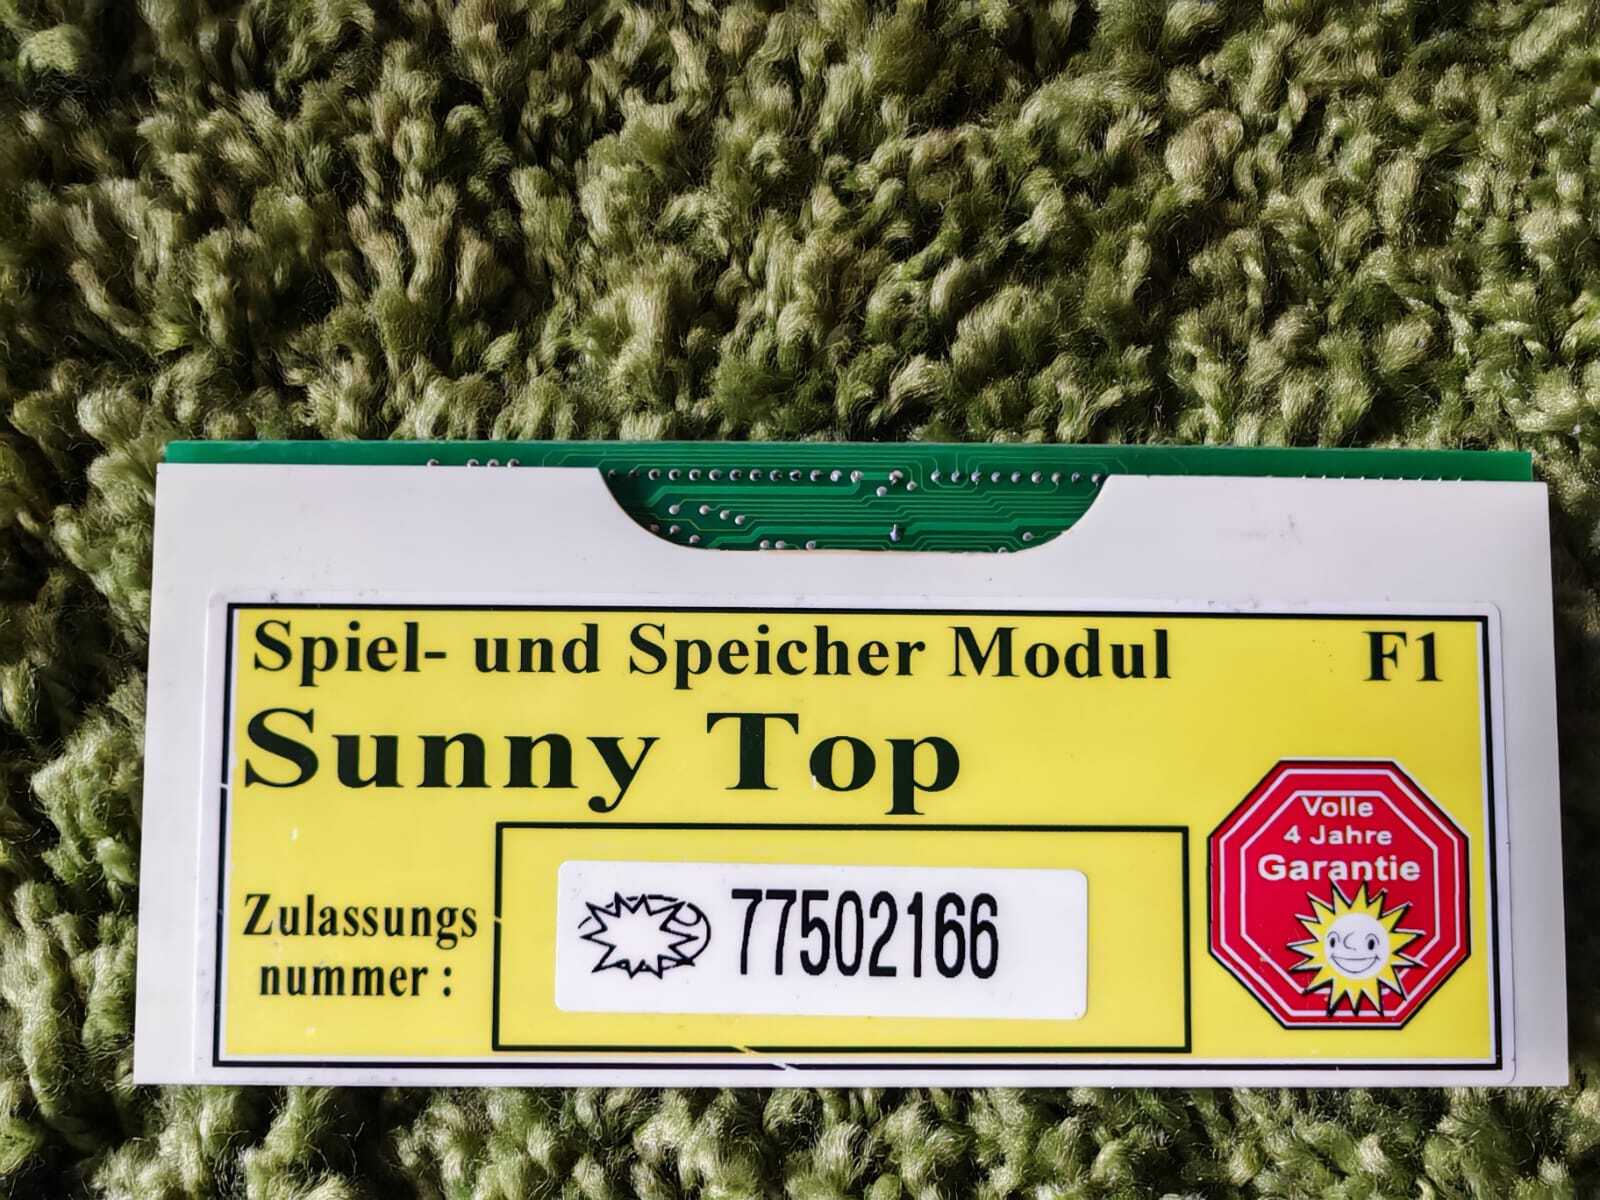 Spiel- und Speicher Modul F1
Sunny Top
Zulassungs
nummer :
77502166
Volle
4 Jahre
Garantie